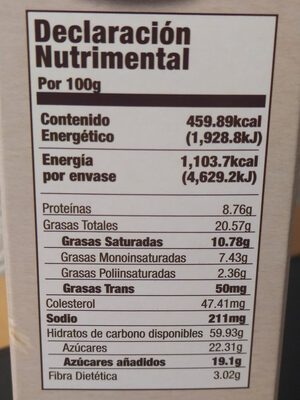 Declaración
Nutrimental
Por 100g
Contenido 459.89kcal
Energético (1,928.8kJ)
Energía 1,103.7kcal
por envase (4,629.2kJ)
Proteínas 8.76g
Grasas Totales 20.57g
Grasas Saturadas 10.78g
Grasas Monoinsaturadas 7.43g
Grasas Poliinsaturadas 2.36g
Grasas Trans 50mg
Colesterol 47.41mg
Sodio 211mg
Hidratos de carbono disponibles 59.93g
Azúcares 22.31g
Azúcares añadidos 19.1g
Fibra Dietética 3.02g